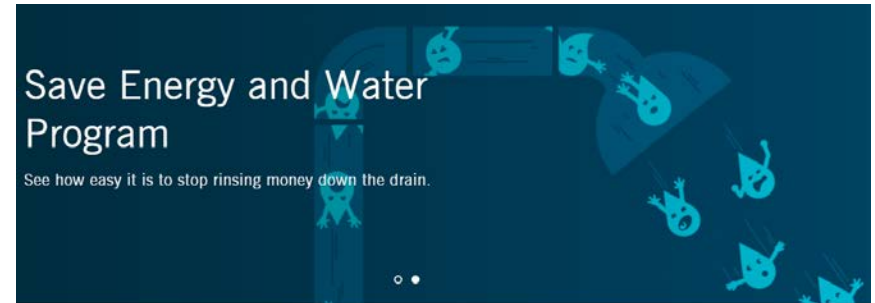 Save Energy and Water
Program
See how easy it is to stop rinsing money down the drain.